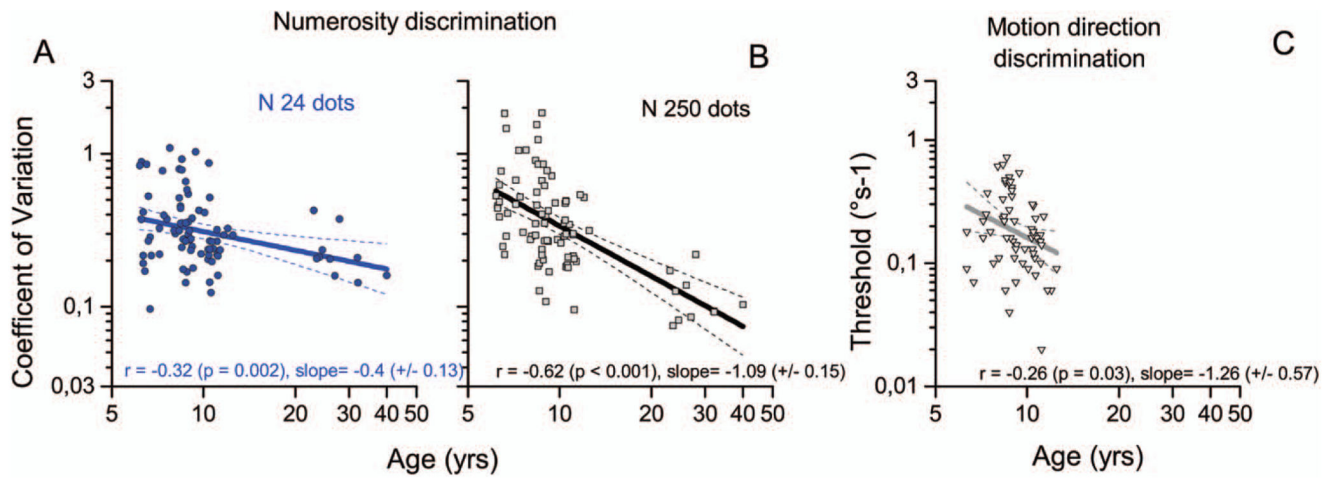 Numerosity discrimination
Motion direction
discrimination
A
B
C
N 24 dots
N 250 dots
Coefficent of Variation
3
1
0,1
0.03
r = -0.32 (p = 0.002), slope= -0.4 (+/- 0.13)
r = -0.62 (p < 0.001), slope= -1.09 (+/- 0.15)
5 10 20 30 40 50
5 10 20 30 40 50
Age (yrs)
Threshold (°s-1)
3
1
0,1
0,01
r = -0.26 (p = 0.03), slope= -1.26 (+/- 0.57)
5 10 20 30 40 50
Age (yrs)